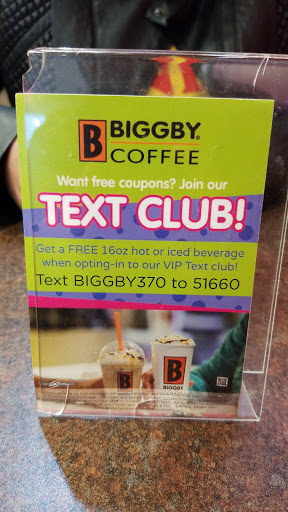 B BIGGBY®
COFFEE
Want free coupons? Join our
TEXT CLUB!
Get a FREE 16oz hot or iced beverage
when opting-in to our VIP Text club!
Text BIGGBY370 to 51660
B
B
BIGGBY